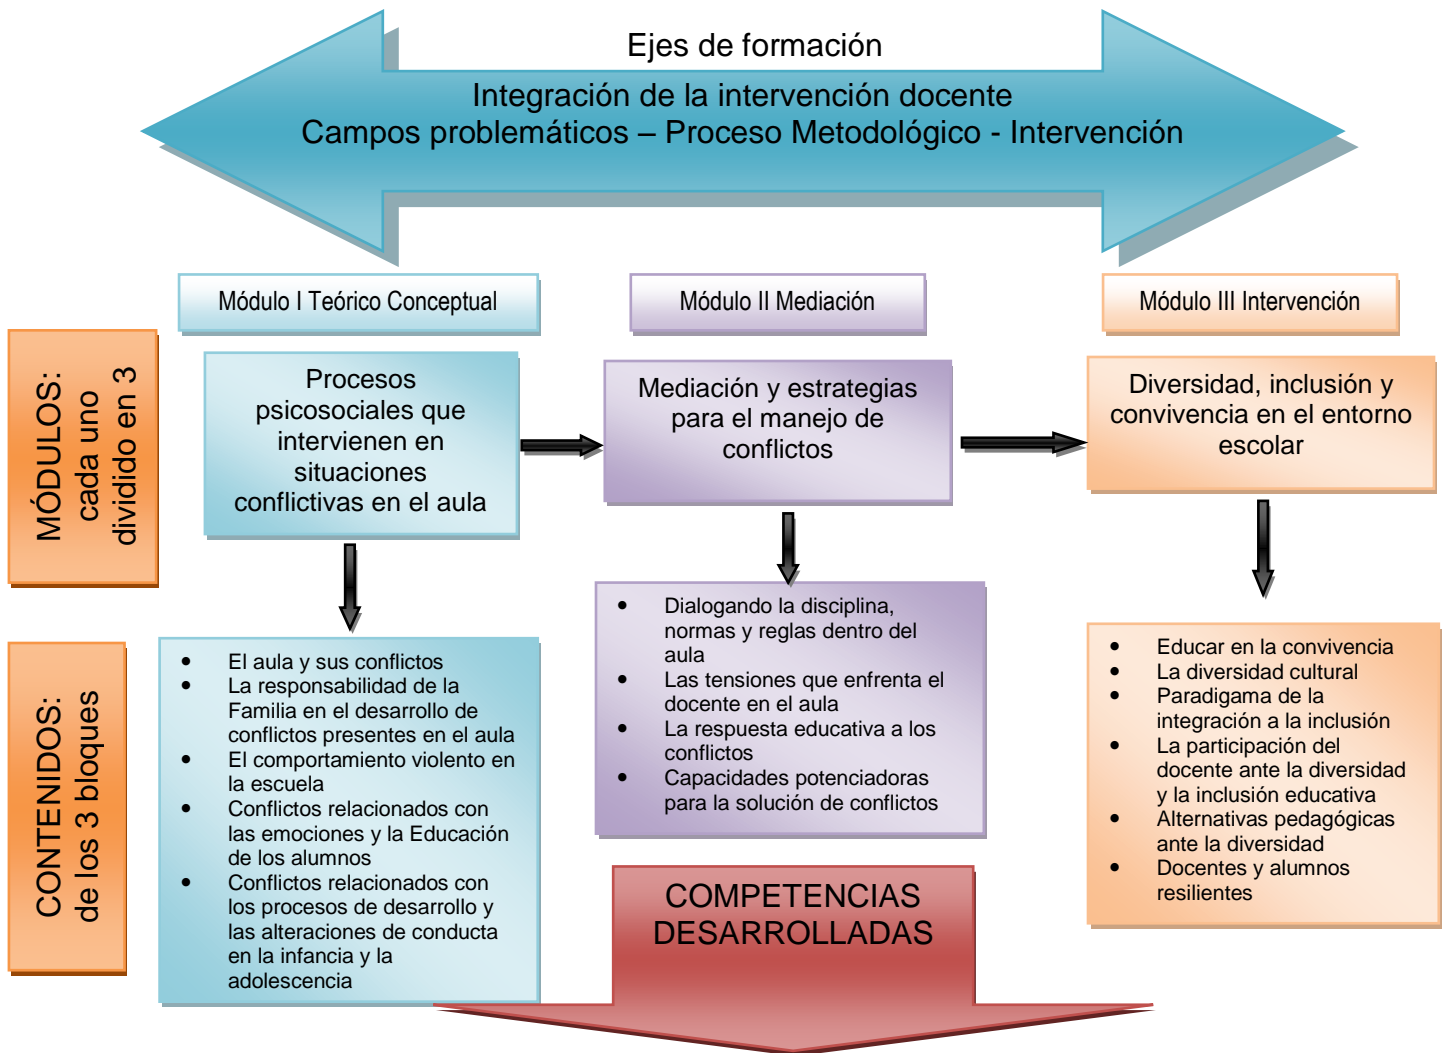 Ejes de formación
Integración de la intervención docente
Campos problemáticos – Proceso Metodológico - Intervención
Módulo I Teórico Conceptual
Módulo II Mediación
Módulo III Intervención
MÓDULOS:
cada uno
dividido en 3
Procesos
psicosociales que
intervienen en
situaciones
conflictivas en el aula
Mediación y estrategias
para el manejo de
conflictos
Diversidad, inclusión y
convivencia en el entorno
escolar
CONTENIDOS:
de los 3 bloques
• El aula y sus conflictos
• La responsabilidad de la
Familia en el desarrollo de
conflictos presentes en el aula
• El comportamiento violento en
la escuela
• Conflictos relacionados con
las emociones y la Educación
de los alumnos
• Conflictos relacionados con
los procesos de desarrollo y
las alteraciones de conducta
en la infancia y la
adolescencia
• Dialogando la disciplina,
normas y reglas dentro del
aula
• Las tensiones que enfrenta el
docente en el aula
• La respuesta educativa a los
conflictos
• Capacidades potenciadoras
para la solución de conflictos
• Educar en la convivencia
• La diversidad cultural
• Paradigama de la
integración a la inclusión
• La participación del
docente ante la diversidad
y la inclusión educativa
• Alternativas pedagógicas
ante la diversidad
• Docentes y alumnos
resilientes
COMPETENCIAS
DESARROLLADAS